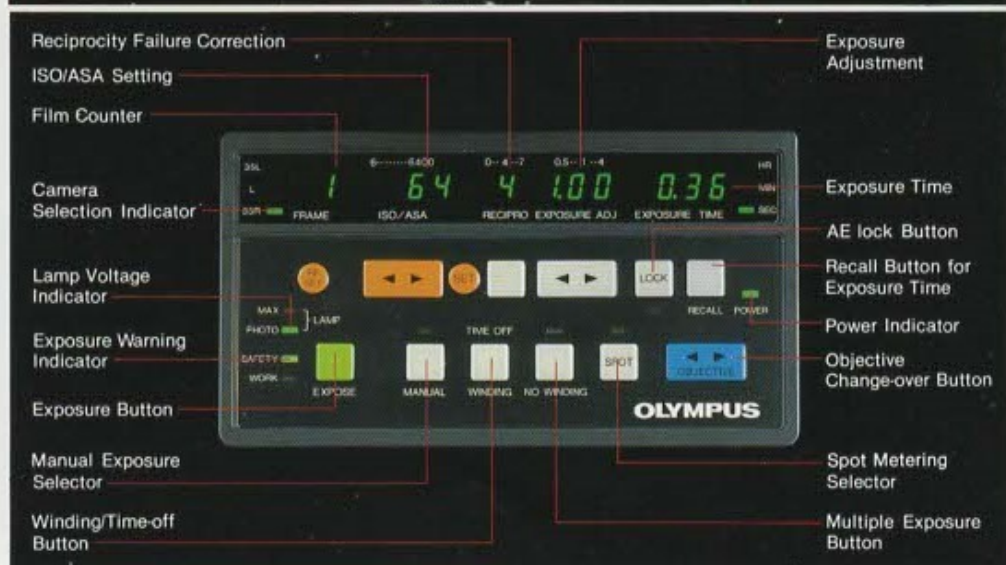 Reciprocity Failure Correction
ISO/ASA Setting
Film Counter
Camera
Selection Indicator
Lamp Voltage
Indicator
Exposure Warning
Indicator
Exposure Button
Manual Exposure
Selector
Winding/Time-off
Button
35L
L
SSR
6--------6400
0--4--7
0.5--1--4
HR
MIN
SEC
1
64
4
1.00
0.36
FRAME
ISO/ASA
RECIPRO
EXPOSURE ADJ
EXPOSURE TIME
SET
LOCK
RECALL
POWER
MAX
PHOTO
LAMP
SAFETY
WORK
EXPOSE
MANUAL
TIME OFF
WINDING
NO WINDING
SPOT
OBJECTIVE
OLYMPUS
Exposure
Adjustment
Exposure Time
AE lock Button
Recall Button for
Exposure Time
Power Indicator
Objective
Change-over Button
Spot Metering
Selector
Multiple Exposure
Button